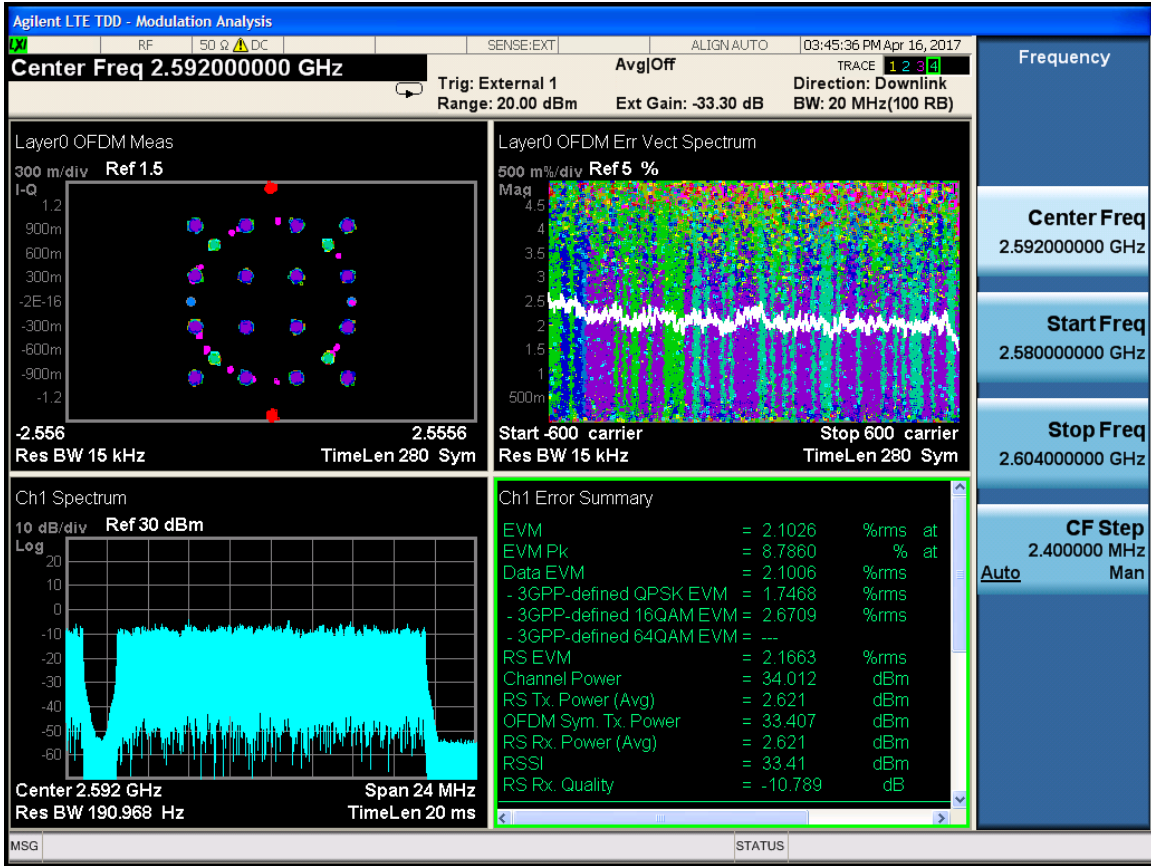 Agilent LTE TDD - Modulation Analysis
LXI RF 50 Ω DC SENSE:EXT ALIGN AUTO 03:45:36 PM Apr 16, 2017
Center Freq 2.592000000 GHz
Avg|Off
TRACE 1 2 3 4
Trig: External 1
Direction: Downlink
Range: 20.00 dBm Ext Gain: -33.30 dB BW: 20 MHz(100 RB)
Layer0 OFDM Meas
300 m/div Ref 1.5
I-Q
1.2
900m
600m
300m
-2E-16
-300m
-600m
-900m
-1.2
-2.556 2.5556
Res BW 15 kHz TimeLen 280 Sym
Layer0 OFDM Err Vect Spectrum
500 m%/div Ref 5 %
Mag
4.5
4
3.5
3
2.5
2
1.5
1
500m
Start -600 carrier Stop 600 carrier
Res BW 15 kHz TimeLen 280 Sym
Ch1 Spectrum
10 dB/div Ref 30 dBm
Log
20
10
0
-10
-20
-30
-40
-50
-60
Center 2.592 GHz Span 24 MHz
Res BW 190.968 Hz TimeLen 20 ms
Ch1 Error Summary
EVM = 2.1026 %rms at
EVM Pk = 8.7860 % at
Data EVM = 2.1006 %rms
- 3GPP-defined QPSK EVM = 1.7468 %rms
- 3GPP-defined 16QAM EVM = 2.6709 %rms
- 3GPP-defined 64QAM EVM = ---
RS EVM = 2.1663 %rms
Channel Power = 34.012 dBm
RS Tx. Power (Avg) = 2.621 dBm
OFDM Sym. Tx. Power = 33.407 dBm
RS Rx. Power (Avg) = 2.621 dBm
RSSI = 33.41 dBm
RS Rx. Quality = -10.789 dB
Frequency
Center Freq
2.592000000 GHz
Start Freq
2.580000000 GHz
Stop Freq
2.604000000 GHz
CF Step
2.400000 MHz
Auto Man
MSG STATUS